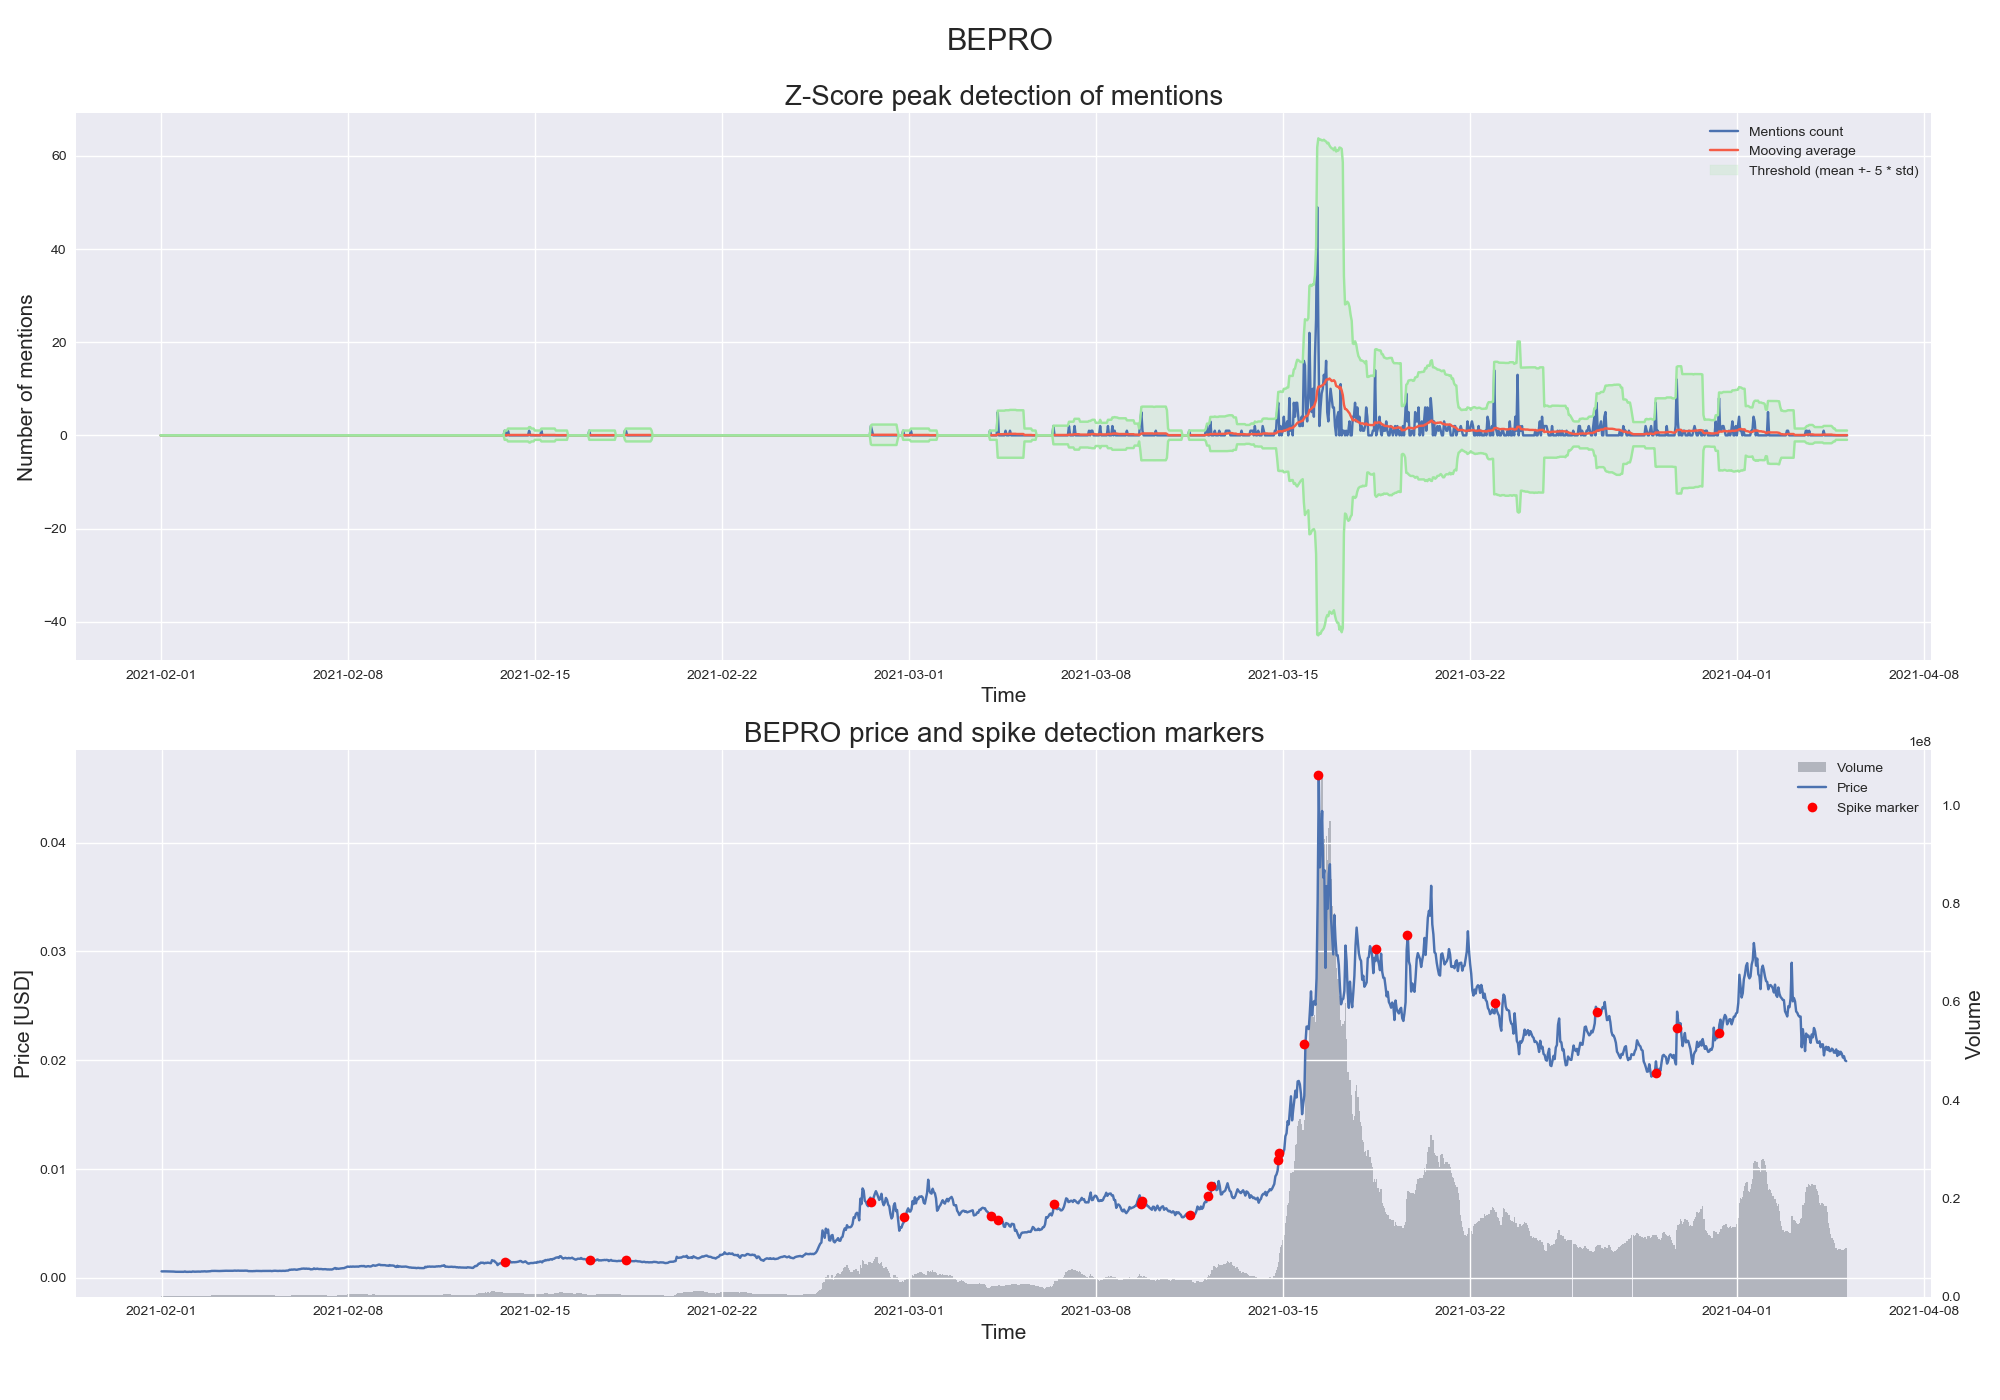 BEPRO
Z-Score peak detection of mentions
Mentions count
Mooving average
Threshold (mean +- 5 * std)
Number of mentions
60
40
20
0
−20
−40
2021-02-01 2021-02-08 2021-02-15 2021-02-22 2021-03-01 2021-03-08 2021-03-15 2021-03-22 2021-04-01 2021-04-08
Time
BEPRO price and spike detection markers
1e8
Volume
Price
Spike marker
Price [USD]
0.04
0.03
0.02
0.01
0.00
1.0
0.8
0.6
0.4
0.2
0.0
Volume
2021-02-01 2021-02-08 2021-02-15 2021-02-22 2021-03-01 2021-03-08 2021-03-15 2021-03-22 2021-04-01 2021-04-08
Time